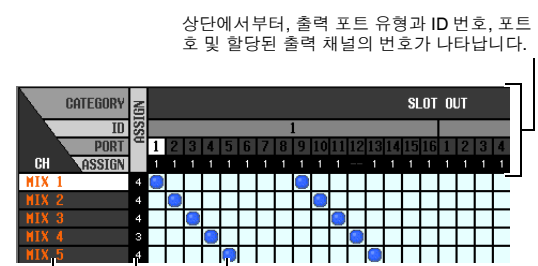 상단에서부터, 출력 포트 유형과 ID 번호, 포트
호 및 할당된 출력 채널의 번호가 나타납니다.
CATEGORY ASSIGN SLOT OUT
ID 1
PORT 1 2 3 4 5 6 7 8 9 10 11 12 13 14 15 16 1 2 3 4
CH ASSIGN 1 1 1 1 1 1 1 1 1 1 1 -- 1 1 1 1 1 1 1 1
MIX 1 4
MIX 2 4
MIX 3 4
MIX 4 3
MIX 5 4